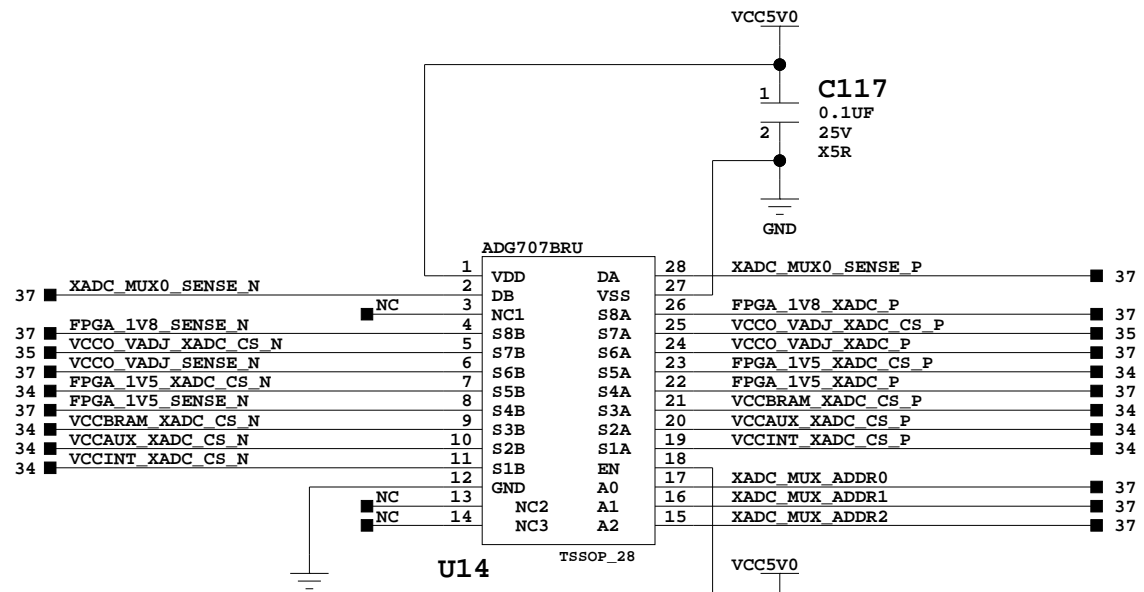 VCC5V0
1
C117
0.1UF
25V
2
X5R
GND
ADG707BRU
1 VDD DA 28 XADC_MUX0_SENSE_P 37
37 XADC_MUX0_SENSE_N 2 DB VSS 27
NC 3 NC1 S8A 26 FPGA_1V8_XADC_P 37
37 FPGA_1V8_SENSE_N 4 S8B S7A 25 VCCO_VADJ_XADC_CS_P 35
35 VCCO_VADJ_XADC_CS_N 5 S7B S6A 24 VCCO_VADJ_XADC_P 37
37 VCCO_VADJ_SENSE_N 6 S6B S5A 23 FPGA_1V5_XADC_CS_P 34
34 FPGA_1V5_XADC_CS_N 7 S5B S4A 22 FPGA_1V5_XADC_P 37
37 FPGA_1V5_SENSE_N 8 S4B S3A 21 VCCBRAM_XADC_CS_P 34
34 VCCBRAM_XADC_CS_N 9 S3B S2A 20 VCCAUX_XADC_CS_P 34
34 VCCAUX_XADC_CS_N 10 S2B S1A 19 VCCINT_XADC_CS_P 34
34 VCCINT_XADC_CS_N 11 S1B EN 18
12 GND A0 17 XADC_MUX_ADDR0 37
NC 13 NC2 A1 16 XADC_MUX_ADDR1 37
NC 14 NC3 A2 15 XADC_MUX_ADDR2 37
U14 TSSOP_28
VCC5V0